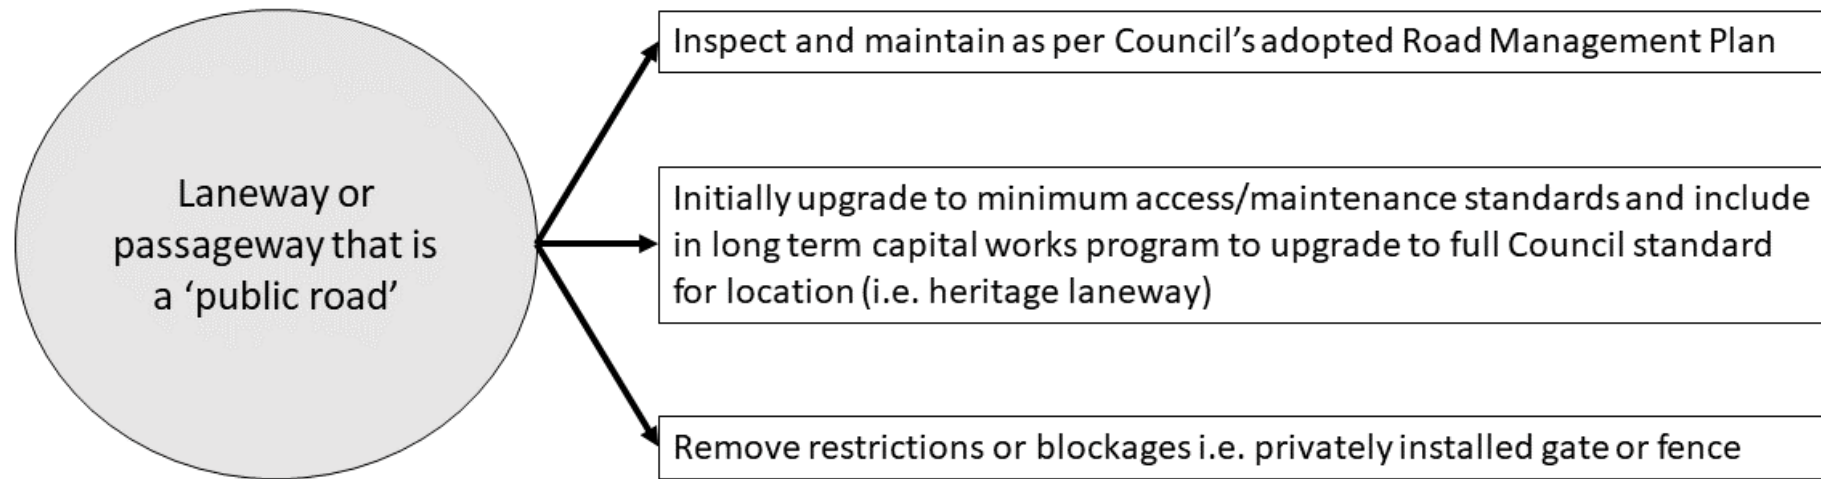 Laneway or
passageway that is
a ‘public road’
Inspect and maintain as per Council’s adopted Road Management Plan
Initially upgrade to minimum access/maintenance standards and include
in long term capital works program to upgrade to full Council standard
for location (i.e. heritage laneway)
Remove restrictions or blockages i.e. privately installed gate or fence